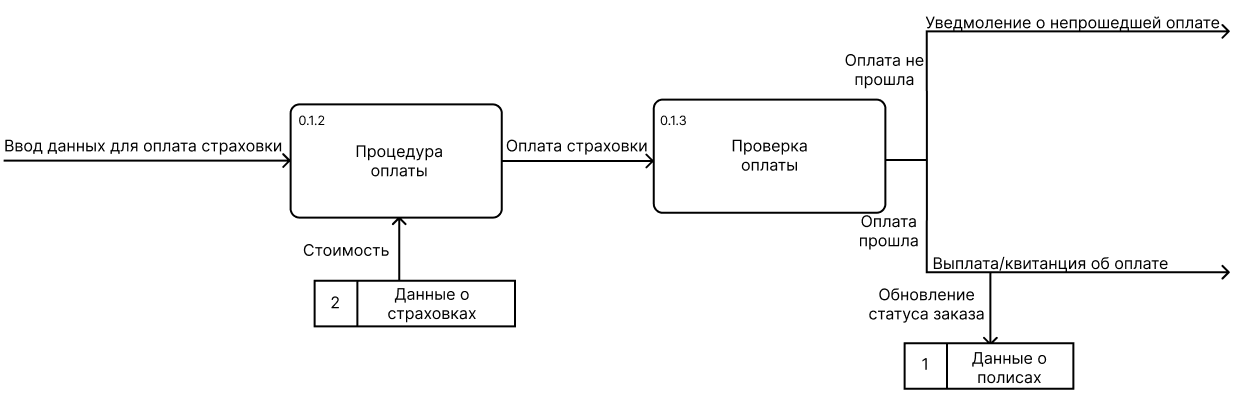 Уведмоление о непрошедшей оплате
Оплата не
прошла
0.1.2
0.1.3
Ввод данных для оплата страховки
Процедура
оплаты
Оплата страховки
Проверка
оплаты
Оплата
прошла
Стоимость
Выплата/квитанция об оплате
2
Данные о
страховках
Обновление
статуса заказа
1
Данные о
полисах